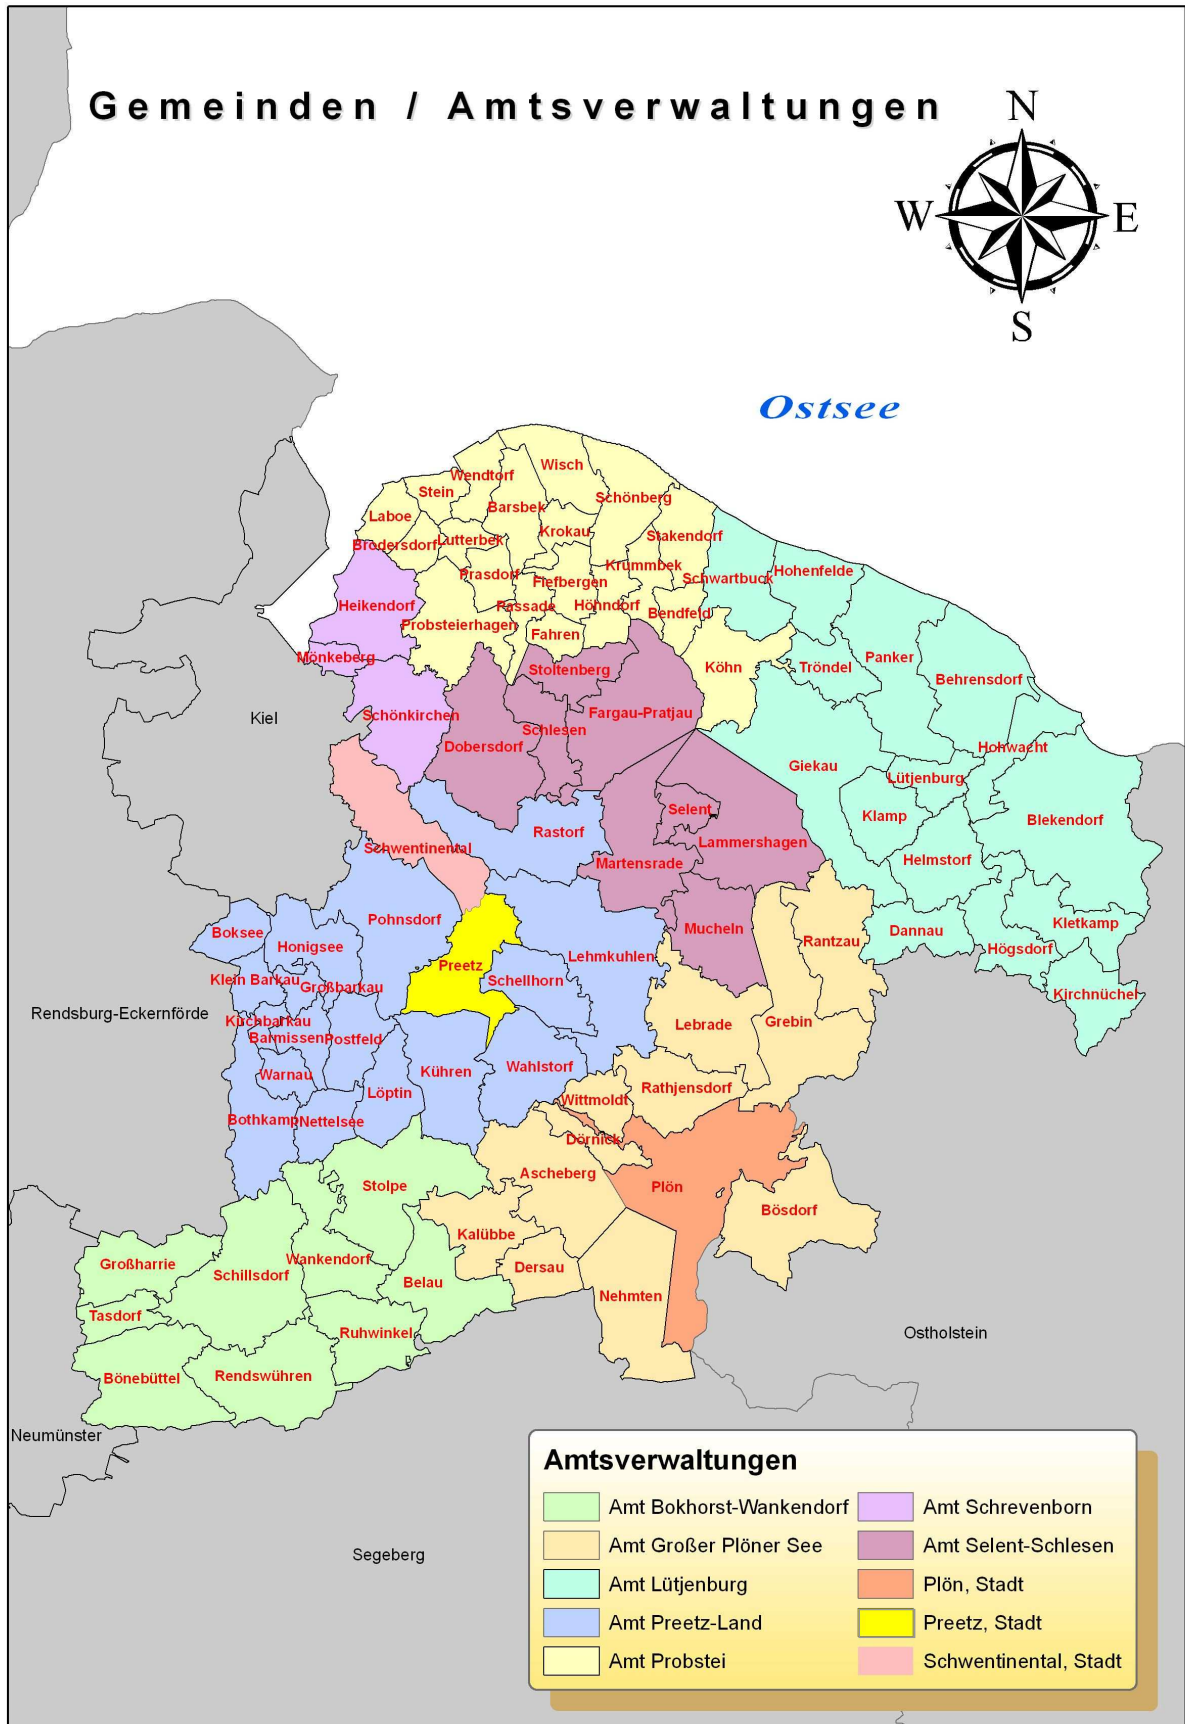 Gemeinden / Amtsverwaltungen
N
W
E
S
Ostsee
Wisch
Wendtorf
Stein
Schönberg
Barsbek
Laboe
Krokau
Stakendorf
Lutterbek
Brodersdorf
Krummbek
Hohenfelde
Prasdorf
Schwartbuck
Fiefbergen
Heikendorf
Passade
Höhndorf
Bendfeld
Probsteierhagen
Fahren
Mönkeberg
Panker
Köhn
Tröndel
Stoltenberg
Behrensdorf
Kiel
Schönkirchen
Fargau-Pratjau
Schlesen
Dobersdorf
Hohwacht
Giekau
Lütjenburg
Selent
Klamp
Blekendorf
Rastorf
Lammershagen
Schwentinental
Martensrade
Helmstorf
Pohnsdorf
Kletkamp
Mucheln
Dannau
Boksee
Rantzau
Honigsee
Högsdorf
Lehmkuhlen
Preetz
Klein Barkau
Schellhorn
Großbarkau
Kirchnüchel
Rendsburg-Eckernförde
Kirchbarkau
Lebrade
Grebin
Barmissen
Postfeld
Wahlstorf
Kühren
Warnau
Rathjensdorf
Löptin
Wittmoldt
Bothkamp
Nettelsee
Dörnick
Ascheberg
Stolpe
Plön
Bösdorf
Kalübbe
Wankendorf
Großharrie
Dersau
Schillsdorf
Belau
Nehmten
Tasdorf
Ruhwinkel
Ostholstein
Rendswühren
Bönebüttel
Neumünster
Segeberg
Amtsverwaltungen
Amt Bokhorst-Wankendorf
Amt Großer Plöner See
Amt Lütjenburg
Amt Preetz-Land
Amt Probstei
Amt Schrevenborn
Amt Selent-Schlesen
Plön, Stadt
Preetz, Stadt
Schwentinental, Stadt